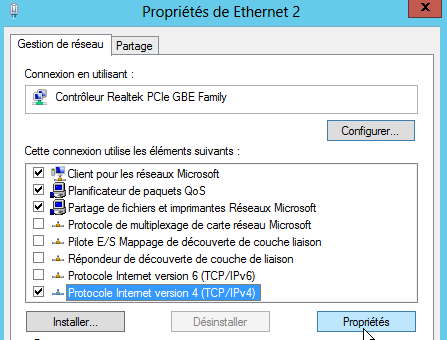 Propriétés de Ethernet 2
Gestion de réseau Partage
Connexion en utilisant :
Contrôleur Realtek PCIe GBE Family
Configurer...
Cette connexion utilise les éléments suivants :
Client pour les réseaux Microsoft
Planificateur de paquets QoS
Partage de fichiers et imprimantes Réseaux Microsoft
Protocole de multiplexage de carte réseau Microsoft
Pilote E/S Mappage de découverte de couche liaison
Répondeur de découverte de couche de liaison
Protocole Internet version 6 (TCP/IPv6)
Protocole Internet version 4 (TCP/IPv4)
Installer... Désinstaller Propriétés